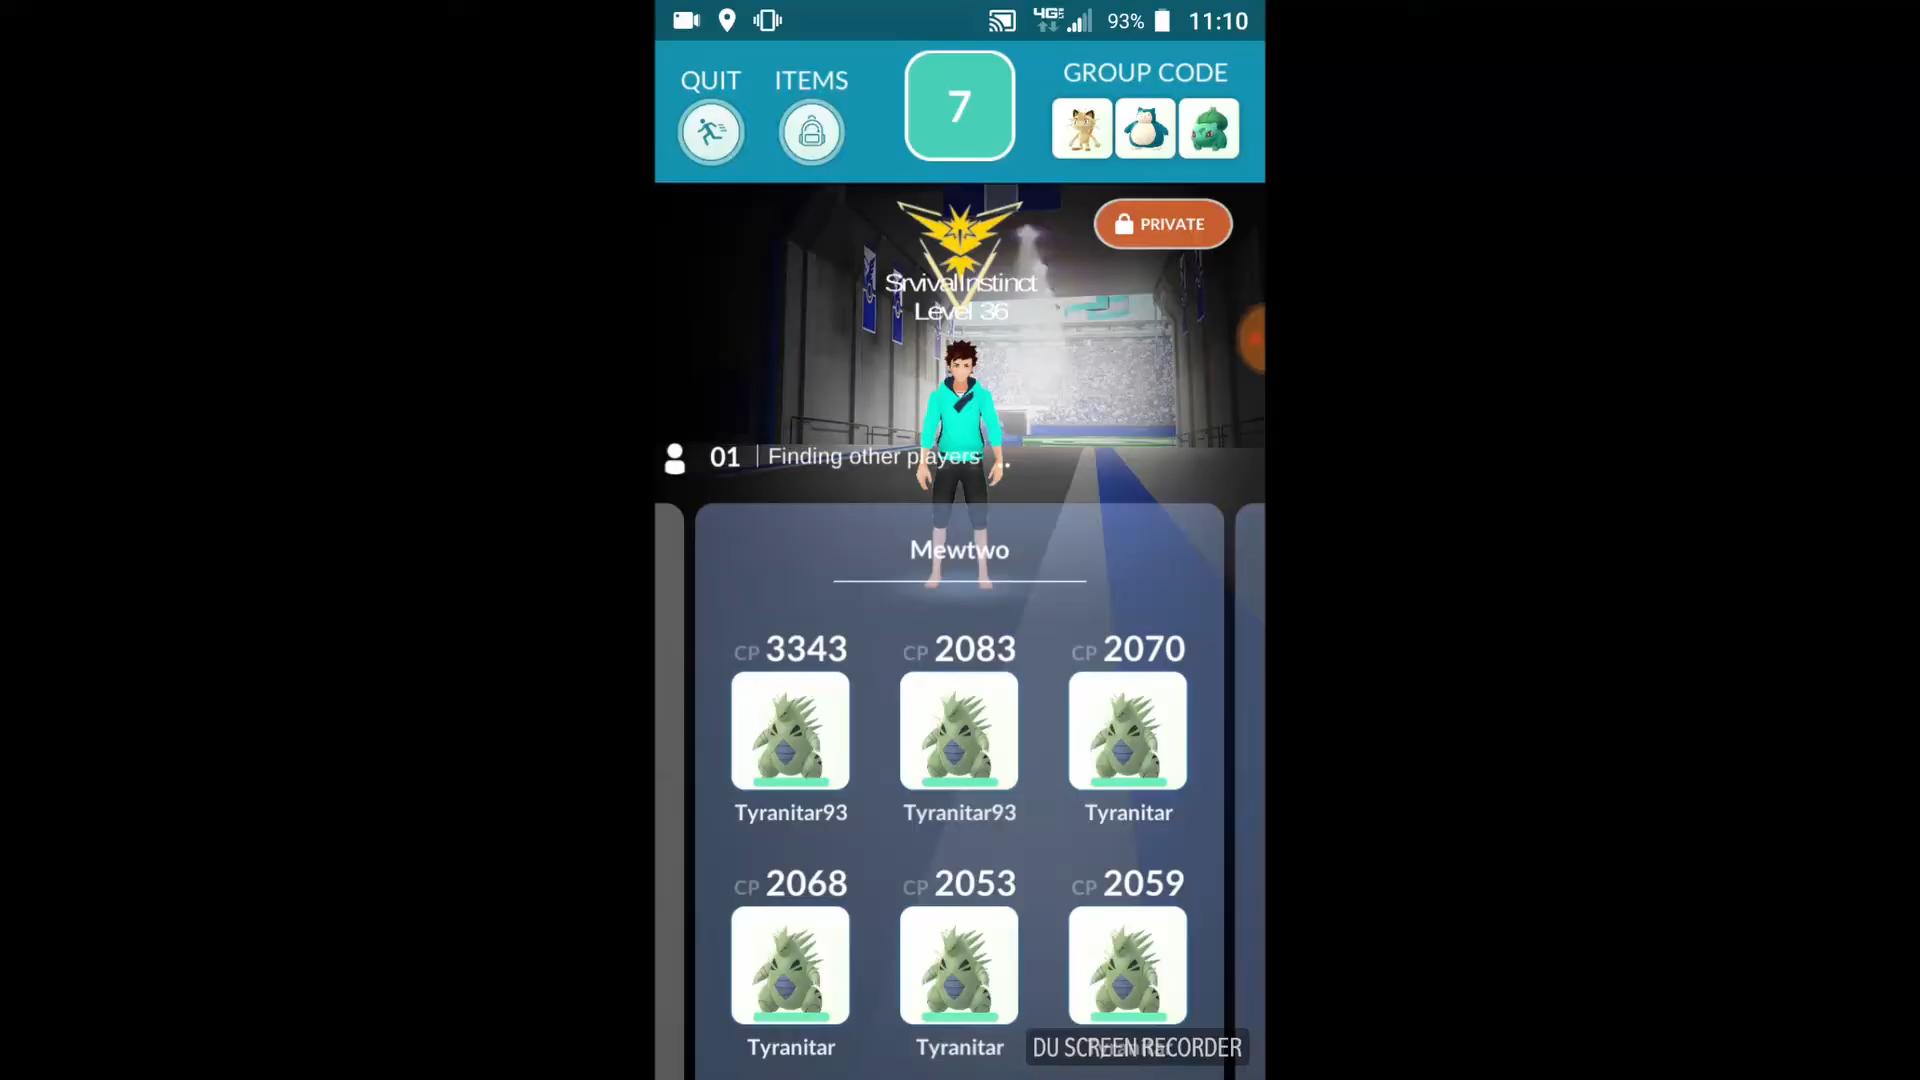 4G 93% 11:10
QUIT ITEMS 7 GROUP CODE
PRIVATE
SrvivalInstinct
Level 36
01 | Finding other players ..
Mewtwo
CP 3343 CP 2083 CP 2070
Tyranitar93 Tyranitar93 Tyranitar
CP 2068 CP 2053 CP 2059
Tyranitar Tyranitar
DU SCREEN RECORDER